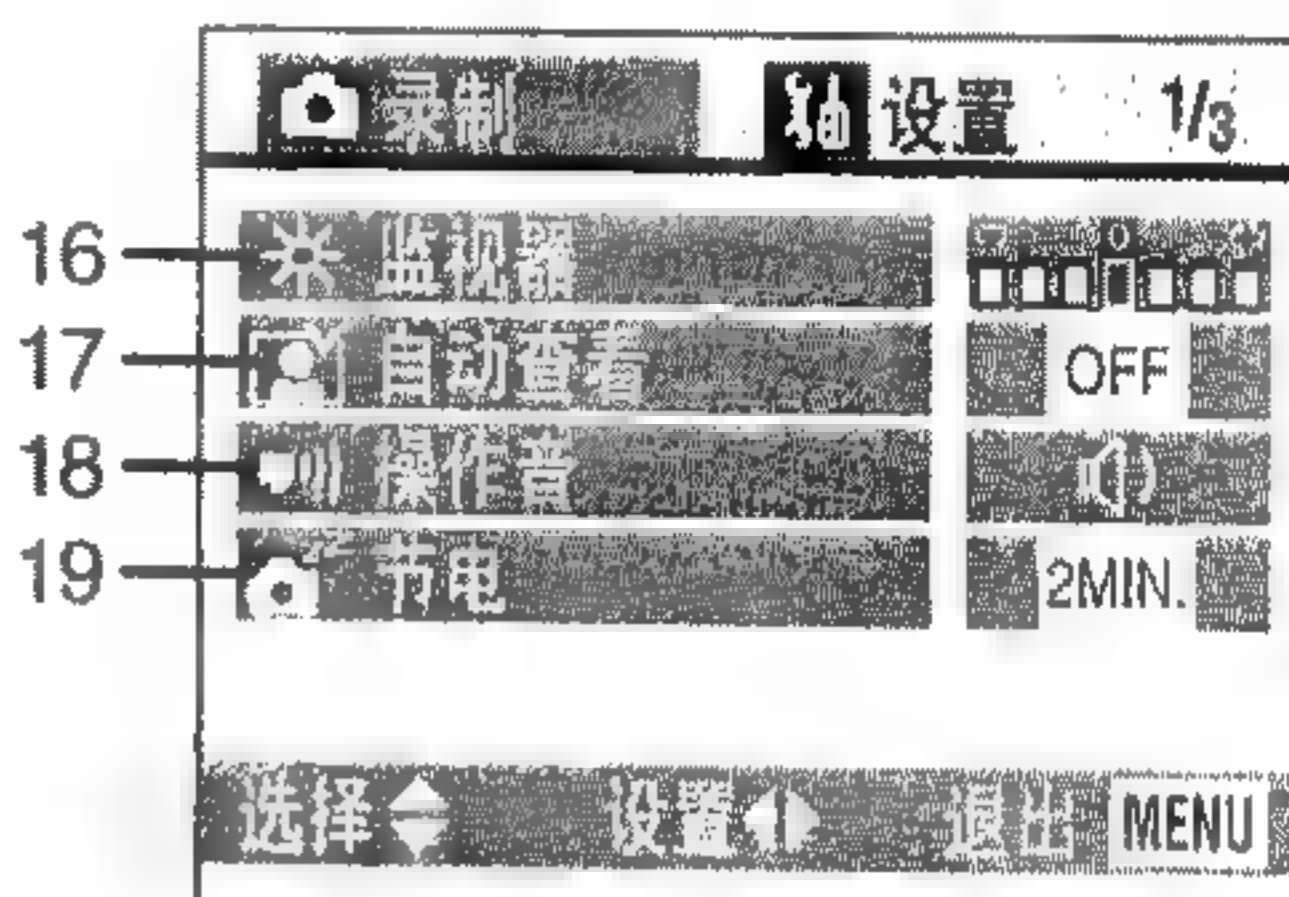 录制 设置 1/3
16 监视器 - 0 +
17 自动查看 OFF
18 操作音
19 节电 2MIN.
选择 设置 退出 MENU